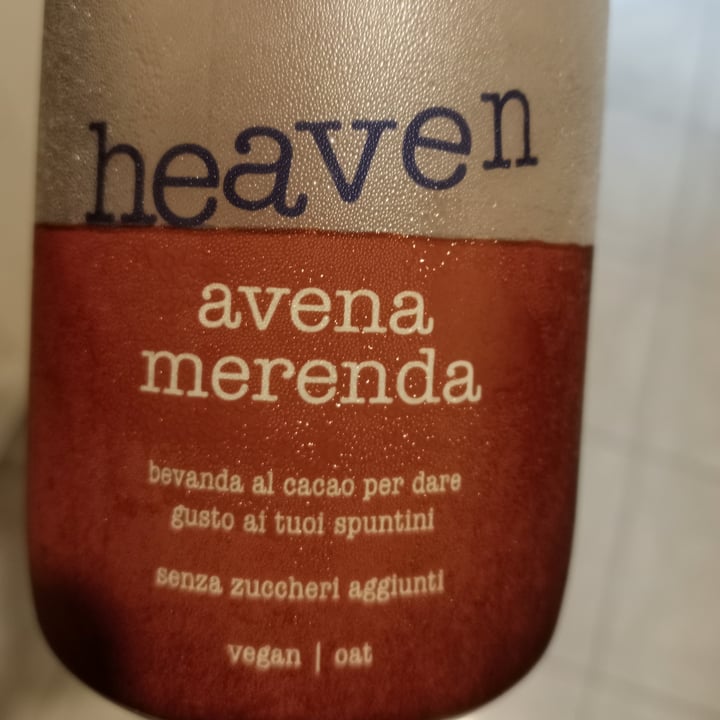 heaven
avena
merenda
bevanda al cacao per dare
gusto ai tuoi spuntini
senza zuccheri aggiunti
vegan | oat